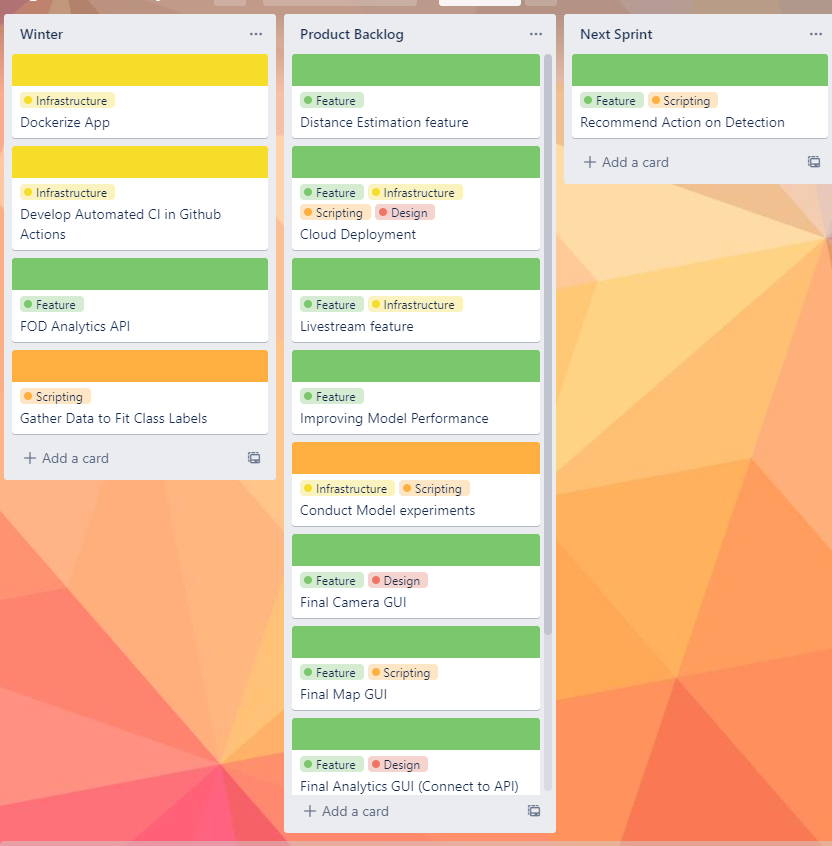 Winter
Infrastructure
Dockerize App
Infrastructure
Develop Automated CI in Github
Actions
Feature
FOD Analytics API
Scripting
Gather Data to Fit Class Labels
Add a card
Product Backlog
Feature
Distance Estimation feature
Feature Infrastructure
Scripting Design
Cloud Deployment
Feature Infrastructure
Livestream feature
Feature
Improving Model Performance
Infrastructure Scripting
Conduct Model experiments
Feature Design
Final Camera GUI
Feature Scripting
Final Map GUI
Feature Design
Final Analytics GUI (Connect to API)
Add a card
Next Sprint
Feature Scripting
Recommend Action on Detection
Add a card